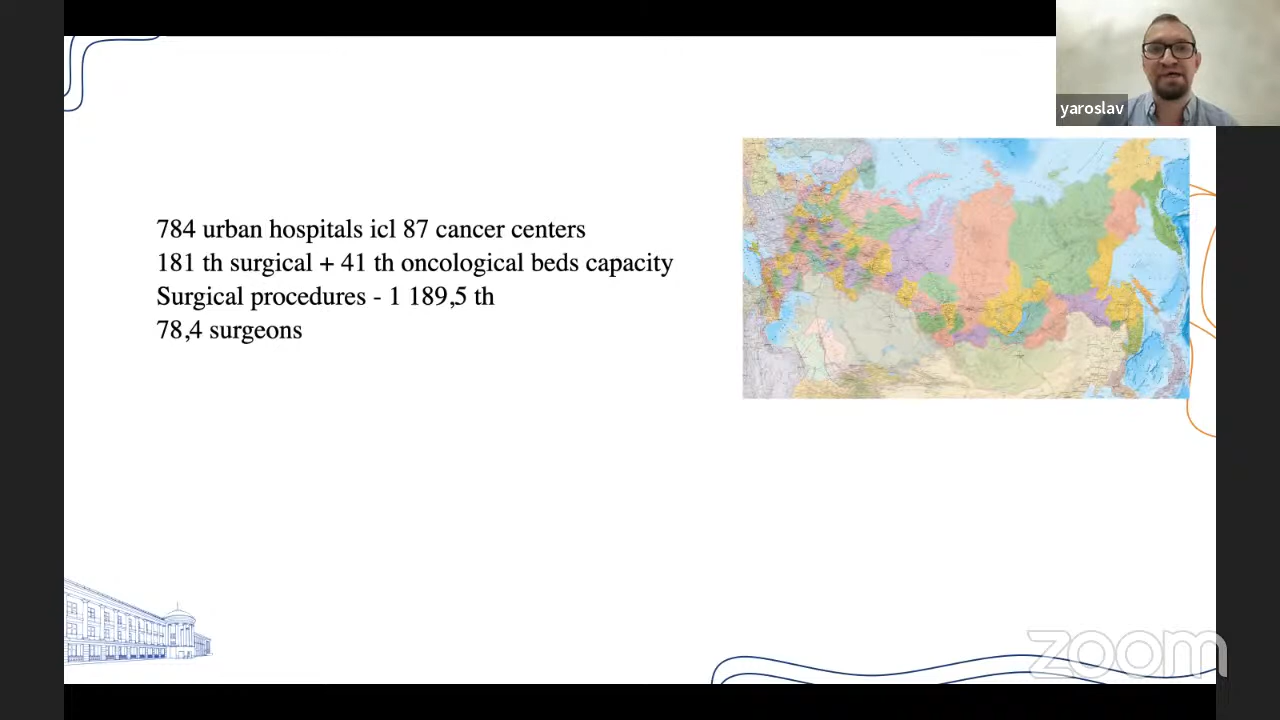 yaroslav
784 urban hospitals icl 87 cancer centers
181 th surgical + 41 th oncological beds capacity
Surgical procedures - 1 189,5 th
78,4 surgeons
zoom